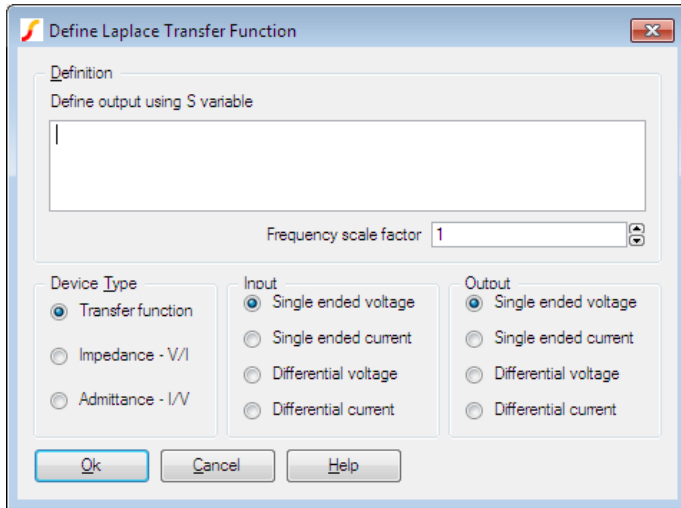 Define Laplace Transfer Function
Definition
Define output using S variable
Frequency scale factor 1
Device Type
Transfer function
Impedance - V/I
Admittance - I/V
Input
Single ended voltage
Single ended current
Differential voltage
Differential current
Output
Single ended voltage
Single ended current
Differential voltage
Differential current
Ok Cancel Help